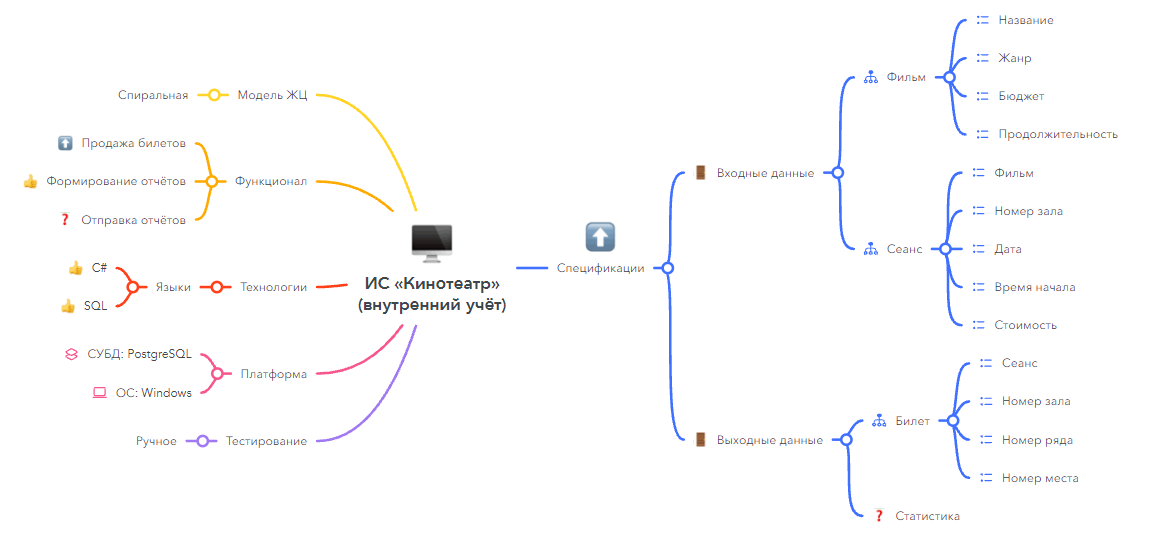 ИС «Кинотеатр»
(внутренний учёт)
Модель ЖЦ
Спиральная
Функционал
Продажа билетов
Формирование отчётов
Отправка отчётов
Технологии
Языки
C#
SQL
Платформа
СУБД: PostgreSQL
ОС: Windows
Тестирование
Ручное
Спецификации
Входные данные
Фильм
Название
Жанр
Бюджет
Продолжительность
Сеанс
Фильм
Номер зала
Дата
Время начала
Стоимость
Выходные данные
Билет
Сеанс
Номер зала
Номер ряда
Номер места
Статистика